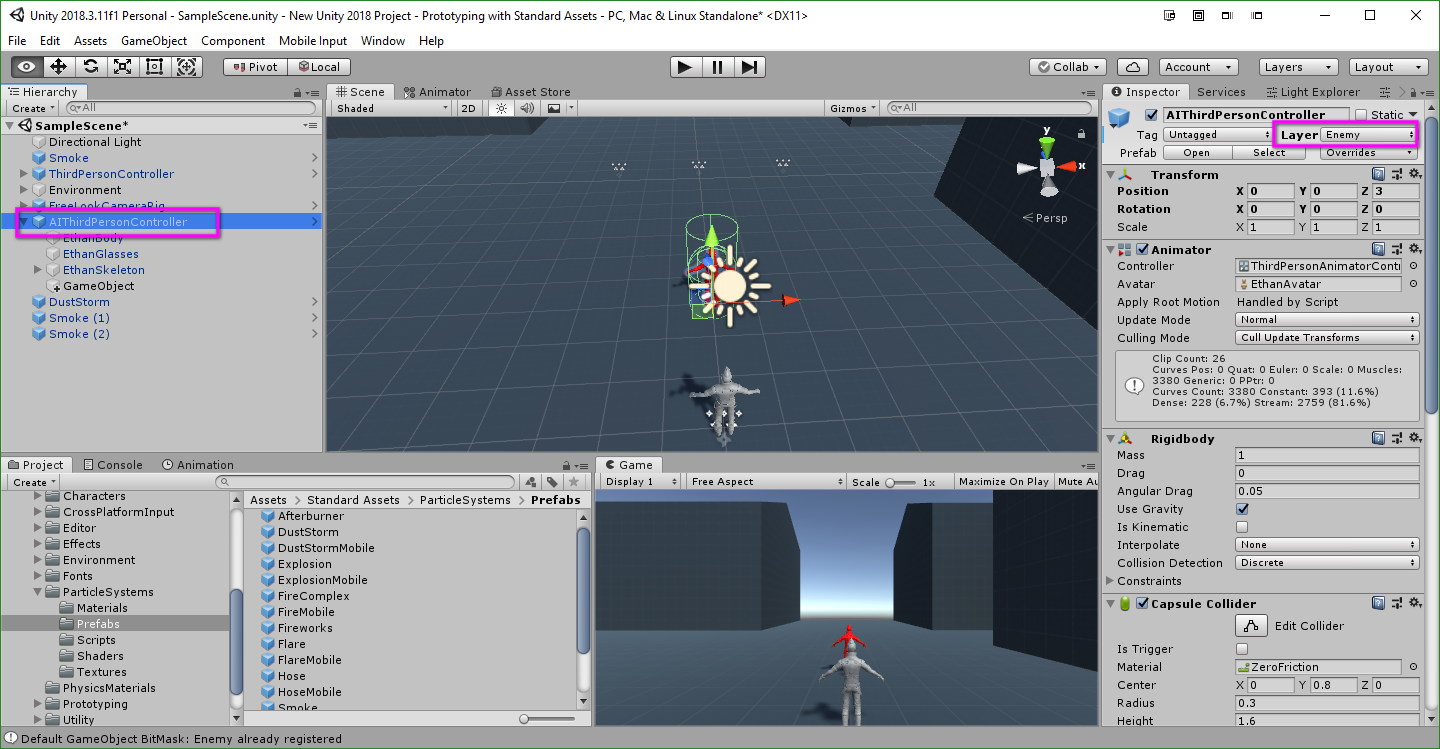 Unity 2018.3.11f1 Personal - SampleScene.unity - New Unity 2018 Project - Prototyping with Standard Assets - PC, Mac & Linux Standalone* <DX11>
File Edit Assets GameObject Component Mobile Input Window Help
Pivot Local Collab Account Layers Layout
Hierarchy
Create All
SampleScene*
Directional Light
Smoke
ThirdPersonController
Environment
FreeLookCameraRig
AIThirdPersonController
EthanBody
EthanGlasses
EthanSkeleton
GameObject
DustStorm
Smoke (1)
Smoke (2)
Scene Animator Asset Store
Shaded 2D Gizmos All
y
x
Persp
Project Console Animation
Create
Characters
CrossPlatformInput
Editor
Effects
Environment
Fonts
ParticleSystems
Materials
Prefabs
Scripts
Shaders
Textures
PhysicsMaterials
Prototyping
Utility
Assets > Standard Assets > ParticleSystems > Prefabs
Afterburner
DustStorm
DustStormMobile
Explosion
ExplosionMobile
FireComplex
FireMobile
Fireworks
Flare
FlareMobile
Hose
HoseMobile
Smoke
Game
Display 1 Free Aspect Scale 1x Maximize On Play Mute Au
Inspector Services Light Explorer
AIThirdPersonController Static
Tag Untagged Layer Enemy
Prefab Open Select Overrides
Transform
Position X 0 Y 0 Z 3
Rotation X 0 Y 0 Z 0
Scale X 1 Y 1 Z 1
Animator
Controller ThirdPersonAnimatorContr
Avatar EthanAvatar
Apply Root Motion Handled by Script
Update Mode Normal
Culling Mode Cull Update Transforms
Clip Count: 26
Curves Pos: 0 Quat: 0 Euler: 0 Scale: 0 Muscles:
3380 Generic: 0 PPtr: 0
Curves Count: 3380 Constant: 393 (11.6%)
Dense: 228 (6.7%) Stream: 2759 (81.6%)
Rigidbody
Mass 1
Drag 0
Angular Drag 0.05
Use Gravity
Is Kinematic
Interpolate None
Collision Detection Discrete
Constraints
Capsule Collider
Edit Collider
Is Trigger
Material ZeroFriction
Center X 0 Y 0.8 Z 0
Radius 0.3
Height 1.6
Default GameObject BitMask: Enemy already registered